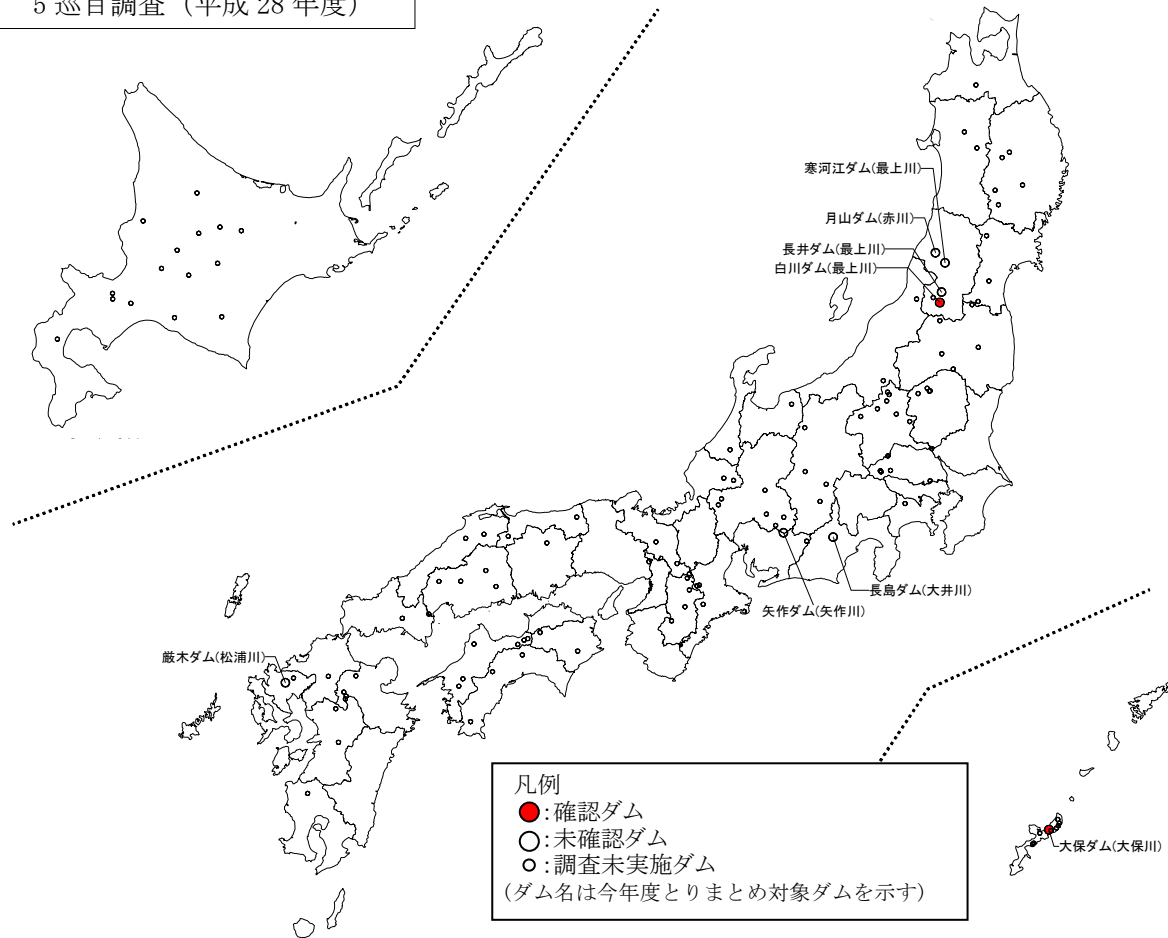 5 巡目調査（平成 28 年度）
寒河江ダム(最上川)
月山ダム(赤川)
長井ダム(最上川)
白川ダム(最上川)
長島ダム(大井川)
矢作ダム(矢作川)
厳木ダム(松浦川)
大保ダム(大保川)
凡例
:確認ダム
:未確認ダム
:調査未実施ダム
(ダム名は今年度とりまとめ対象ダムを示す)